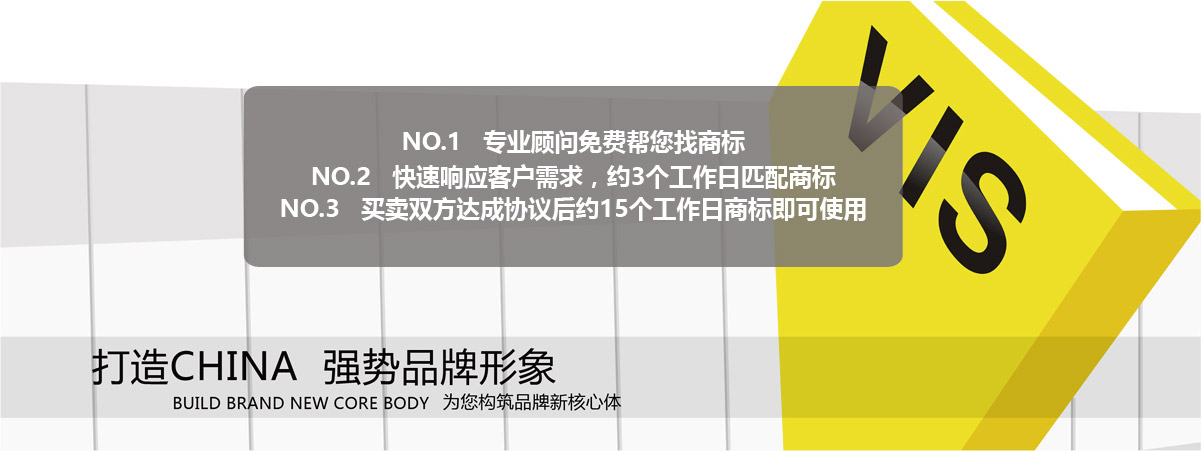 VIS
NO.1 专业顾问免费帮您找商标
NO.2 快速响应客户需求，约3个工作日匹配商标
NO.3 买卖双方达成协议后约15个工作日商标即可使用
打造CHINA 强势品牌形象
BUILD BRAND NEW CORE BODY 为您构筑品牌新核心体